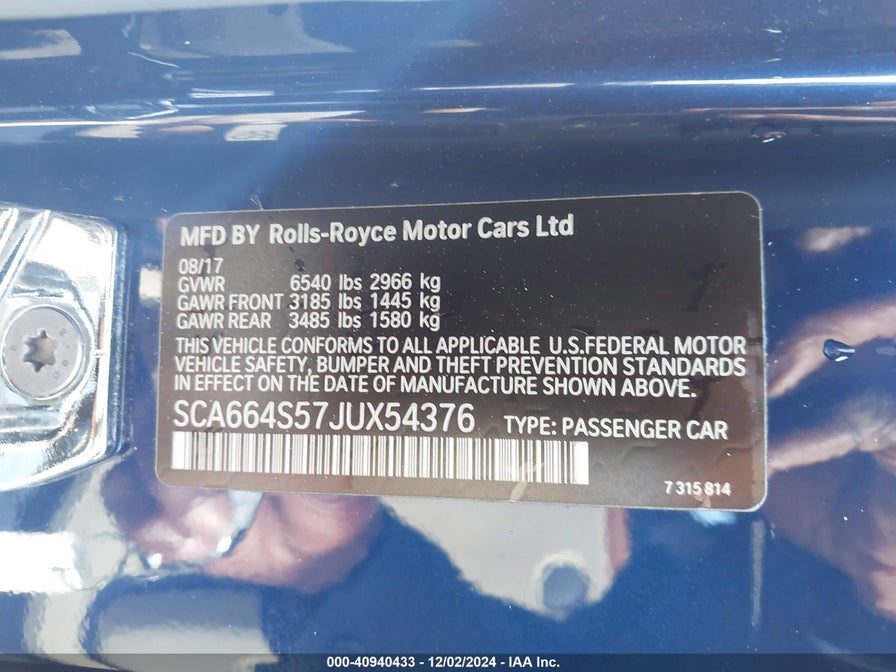 MFD BY Rolls-Royce Motor Cars Ltd
08/17
GVWR 6540 lbs 2966 kg
GAWR FRONT 3185 lbs 1445 kg
GAWR REAR 3485 lbs 1580 kg
THIS VEHICLE CONFORMS TO ALL APPLICABLE U.S.FEDERAL MOTOR
VEHICLE SAFETY, BUMPER AND THEFT PREVENTION STANDARDS
IN EFFECT ON THE DATE OF MANUFACTURE SHOWN ABOVE.
SCA664S57JUX54376 TYPE: PASSENGER CAR
7 315 814
000-40940433 - 12/02/2024 - IAA Inc.